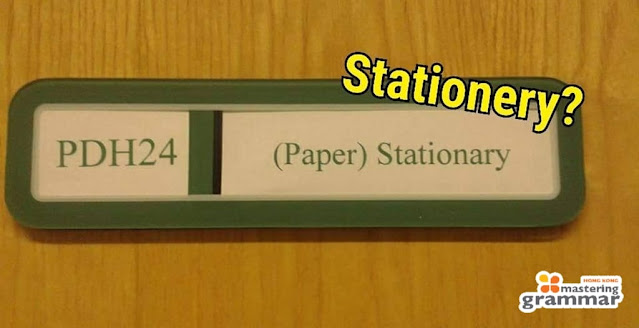 Stationery?
PDH24 (Paper) Stationary
HONG KONG
mastering
grammar